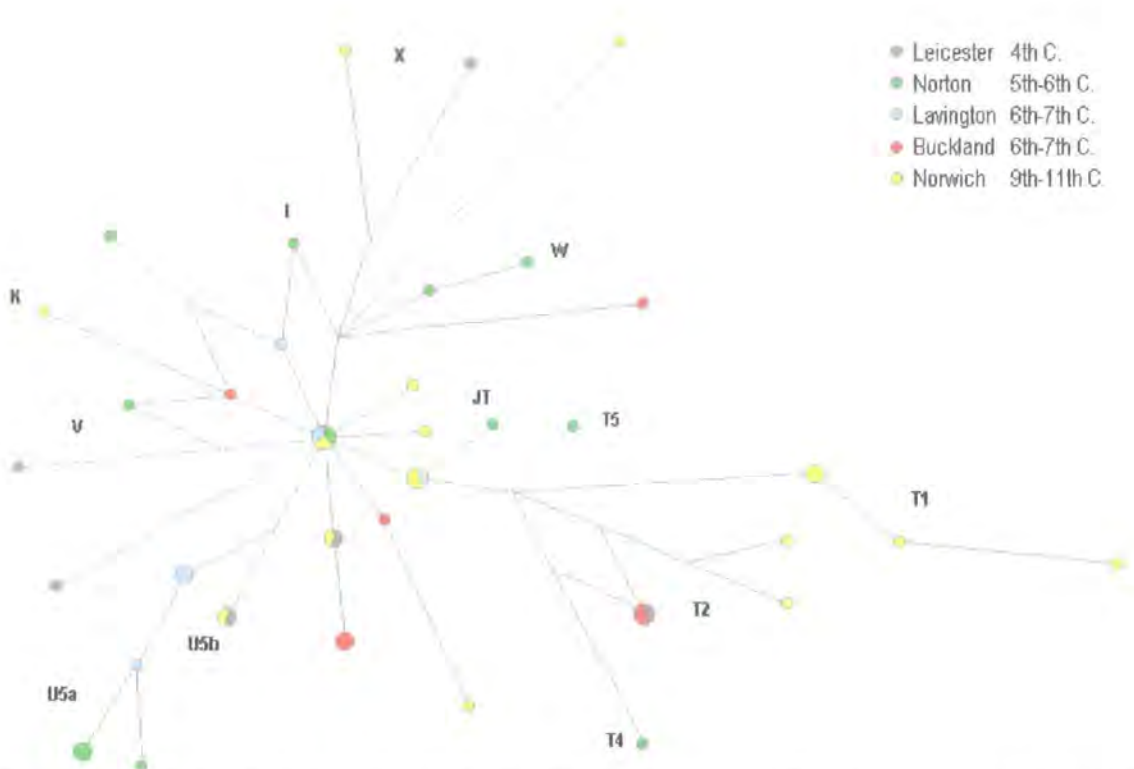 X
Leicester 4th C.
Norton 5th-6th C.
Lavington 6th-7th C.
Buckland 6th-7th C.
Norwich 9th-11th C.
I
W
K
JT
T5
V
T1
T2
U5b
U5a
T4